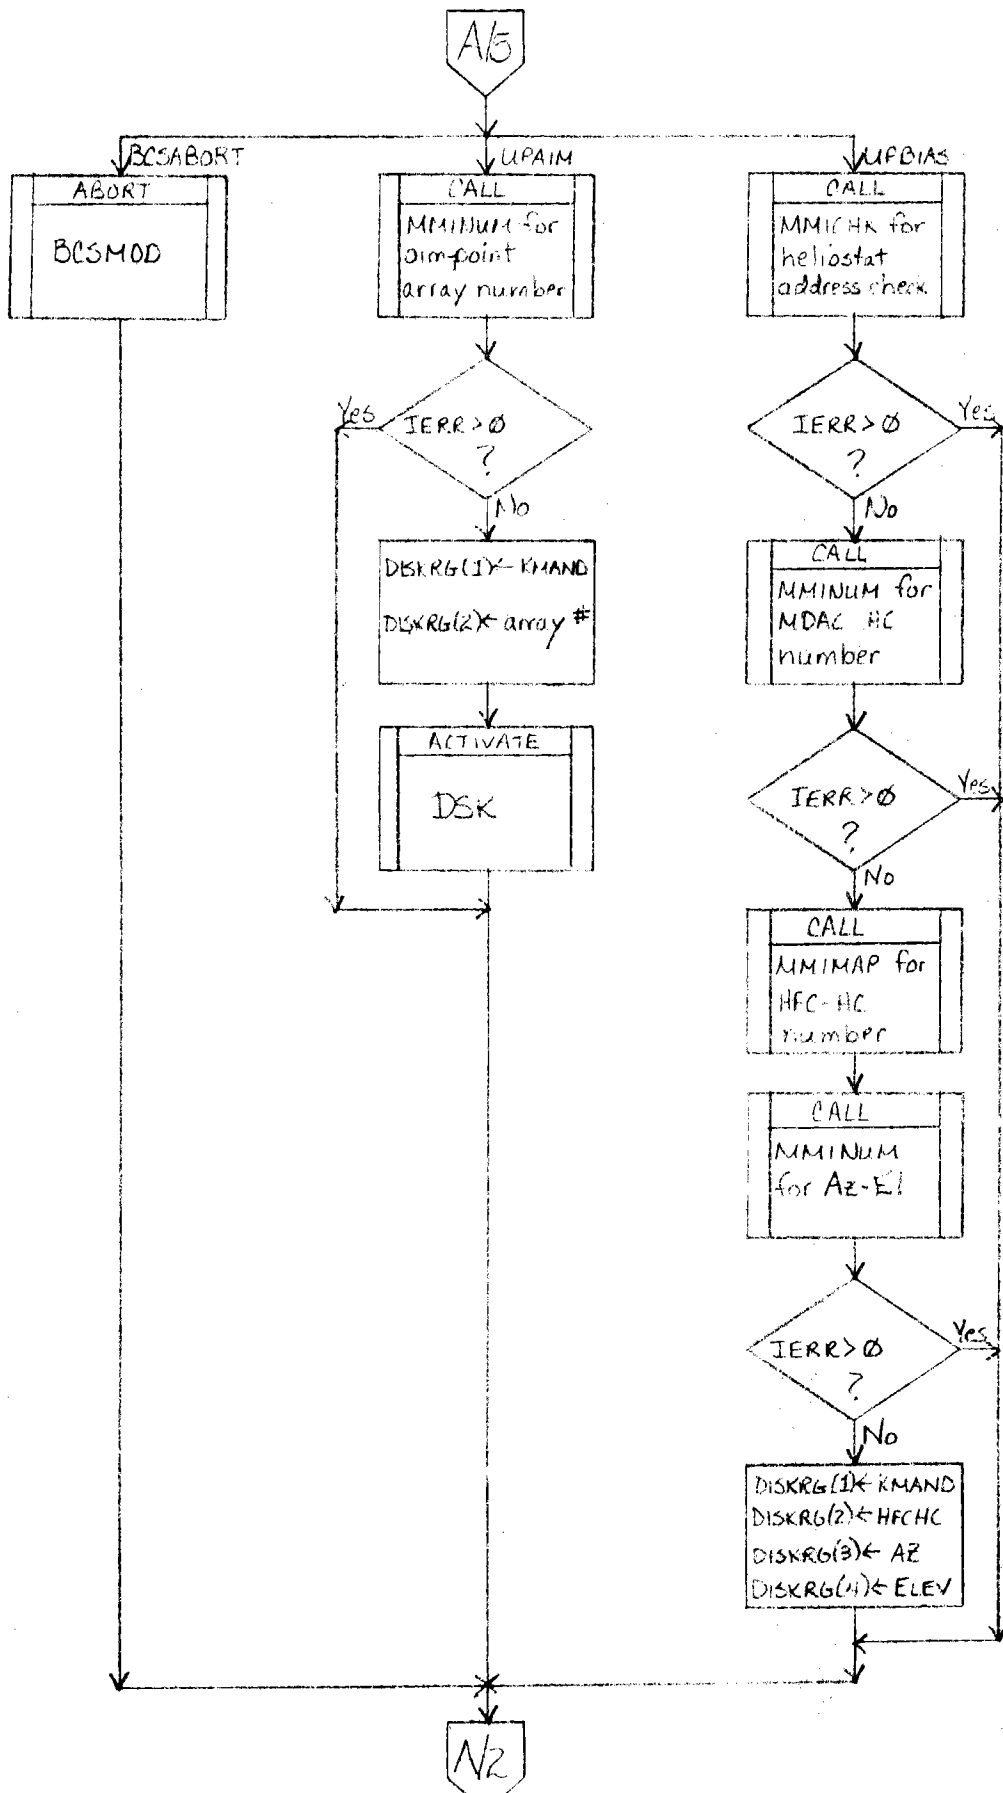 A/5
BCSABORT
ABORT
BCSMOD
UPAIM
CALL
MMINUM for
aimpoint
array number
Yes
IERR>Ø
?
No
DISKRG(1)← KMAND
DISKRG(2)← array #
ACTIVATE
DSK
UPBIAS
CALL
MMICHK for
heliostat
address check
IERR>Ø
?
Yes
No
CALL
MMINUM for
MDAC HC
number
IERR>Ø
?
Yes
No
CALL
MMIMAP for
HFC-HC
number
CALL
MMINUM
for Az-El
IERR>Ø
?
Yes
No
DISKRG(1)← KMAND
DISKRG(2)← HFCHC
DISKRG(3)← AZ
DISKRG(4)← ELEV
N2